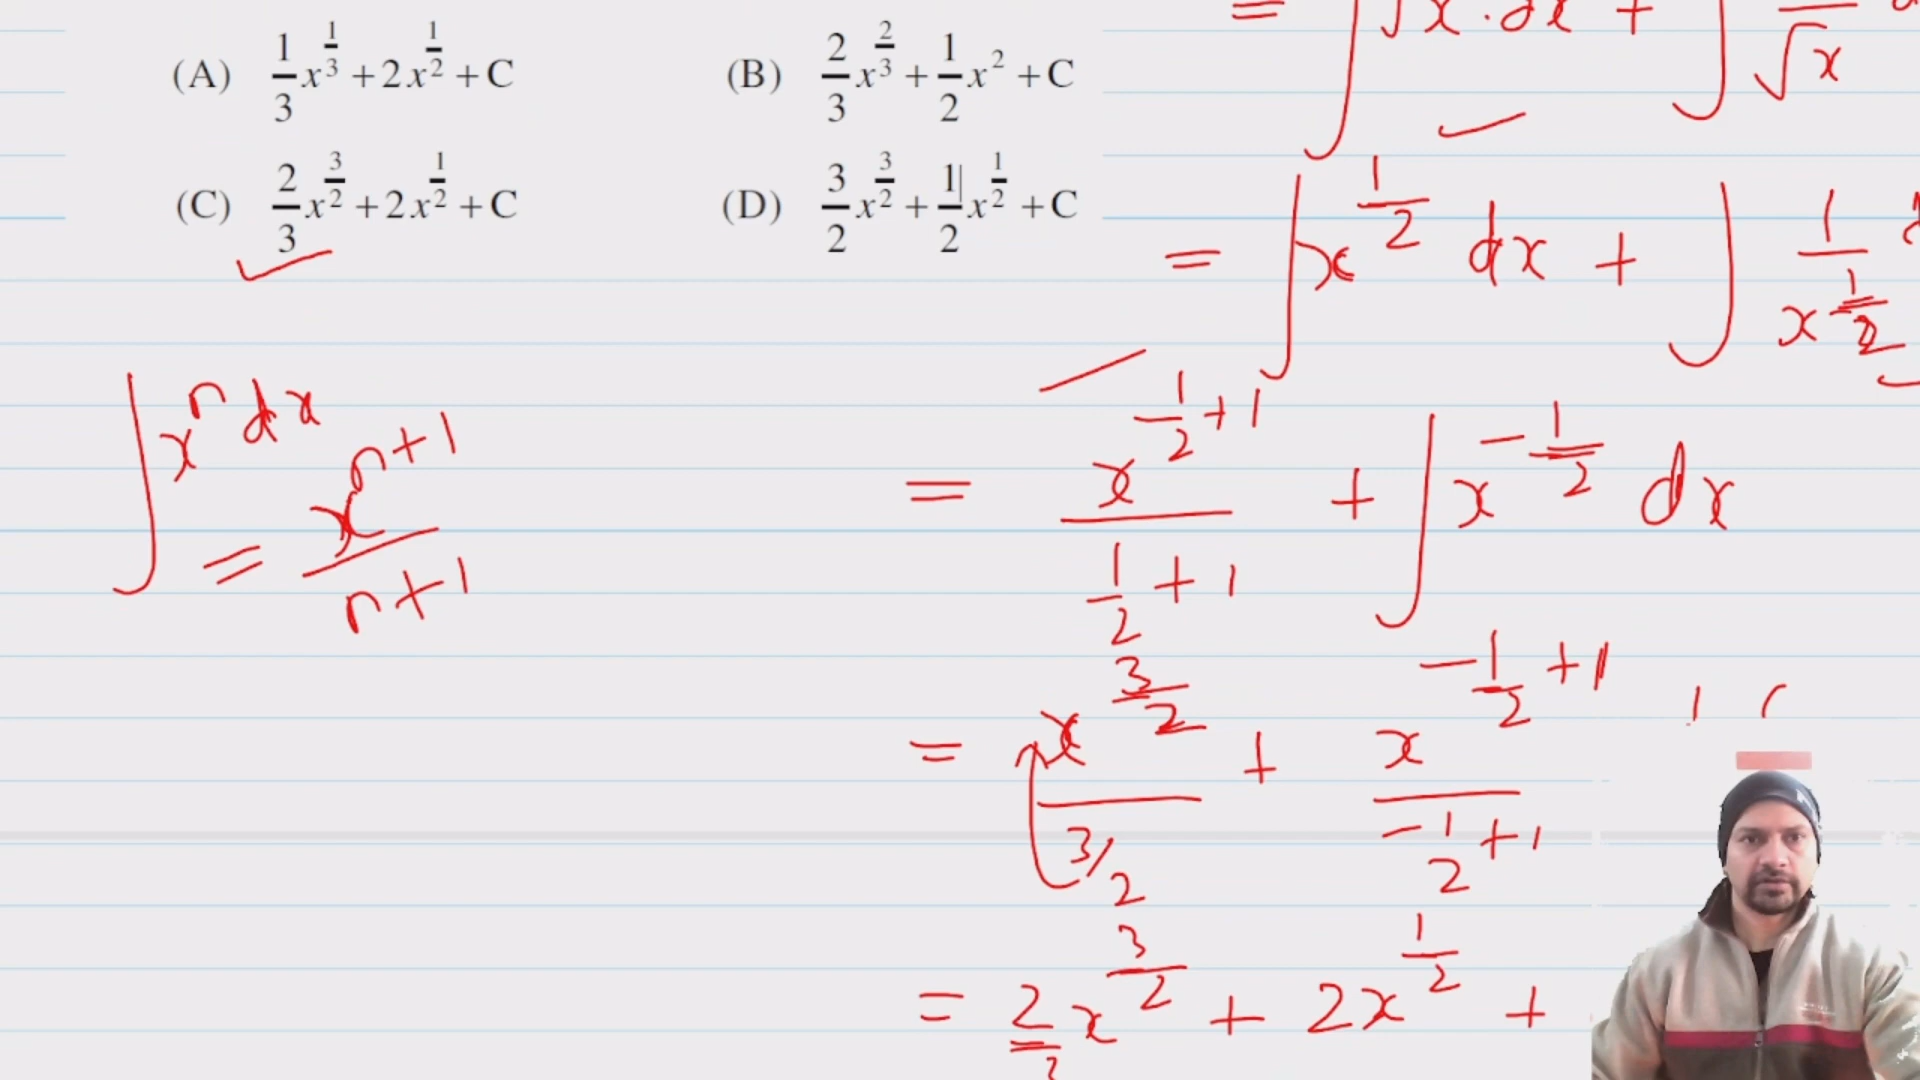 = ∫ √x . dx + ∫ 1/√x
(A) 1/3 x^(1/3) + 2x^(1/2) + C (B) 2/3 x^(2/3) + 1/2 x² + C
(C) 2/3 x^(3/2) + 2x^(1/2) + C (D) 3/2 x^(3/2) + 1/2 x^(1/2) + C
= ∫ x^(1/2) dx + ∫ 1/x^(1/2)
∫ x^n dx
= x^(n+1)/(n+1)
= x^(1/2 + 1)/(1/2 + 1) + ∫ x^(-1/2) dx
= x^(3/2)/(3/2) + x^(-1/2 + 1)/(-1/2 + 1)
= 2/3 x^(3/2) + 2x^(1/2) +